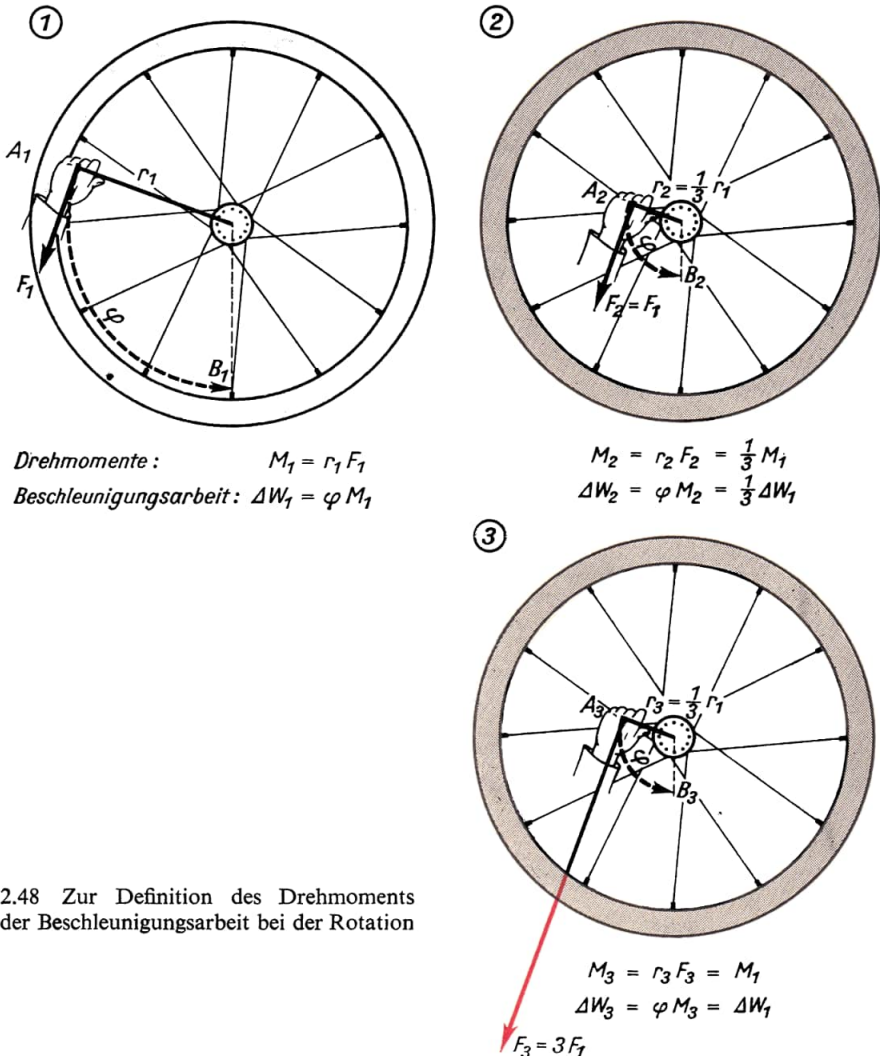 1
A₁
r₁
F₁
φ
B₁
Drehmomente: M₁ = r₁ F₁
Beschleunigungsarbeit: ΔW₁ = φ M₁
2
A₂
r₂ = 1/3 r₁
φ
B₂
F₂ = F₁
M₂ = r₂ F₂ = 1/3 M₁
ΔW₂ = φ M₂ = 1/3 ΔW₁
3
A₃
r₃ = 1/3 r₁
φ
B₃
2.48 Zur Definition des Drehmoments
der Beschleunigungsarbeit bei der Rotation
M₃ = r₃ F₃ = M₁
ΔW₃ = φ M₃ = ΔW₁
F₃ = 3 F₁